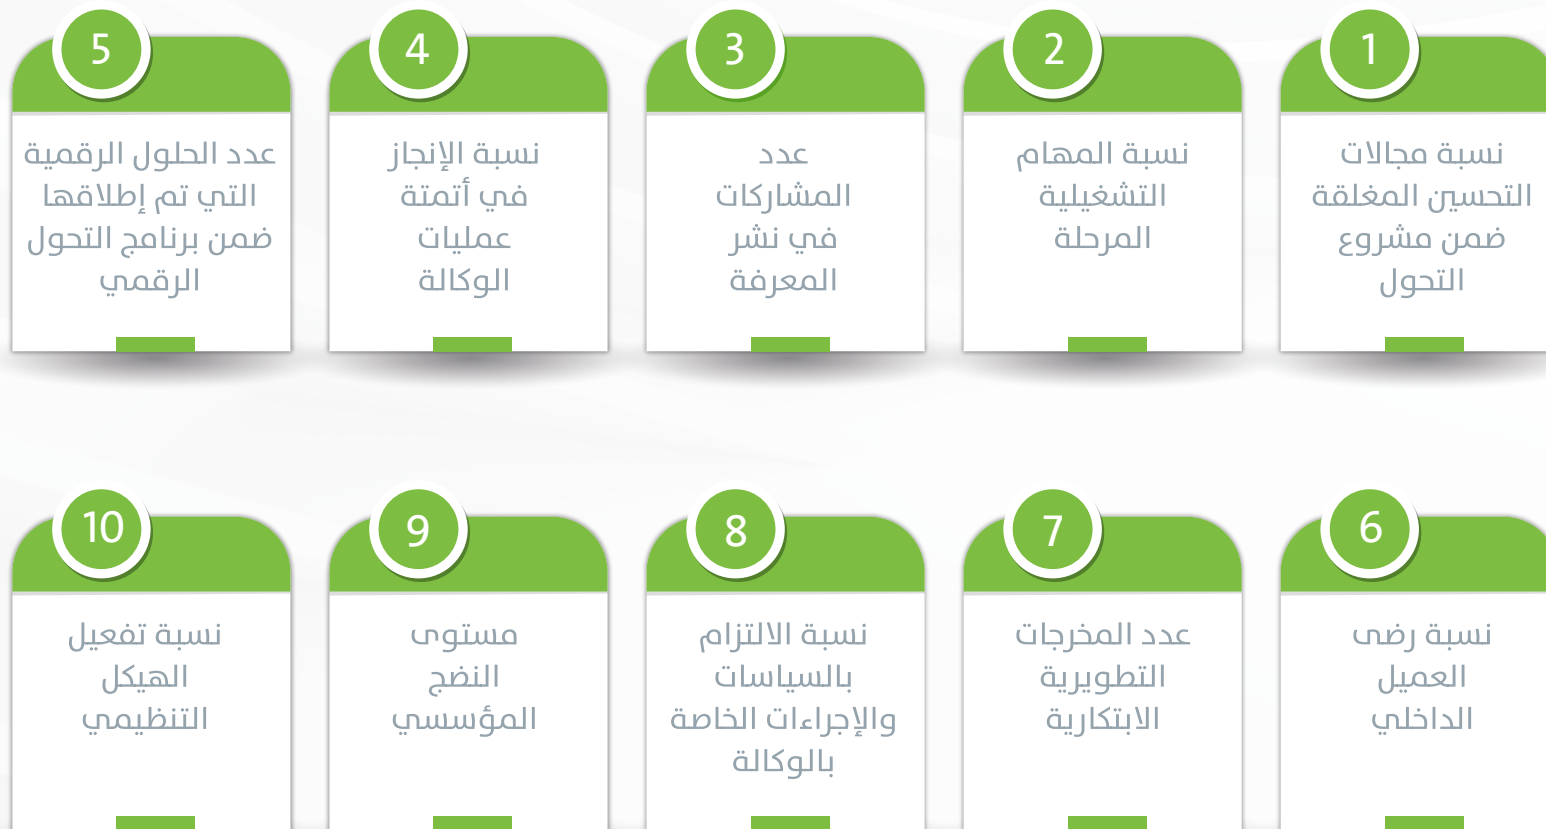 1
نسبة مجالات
التحسين المغلقة
ضمن مشروع
التحول
2
نسبة المهام
التشغيلية
المرحلة
3
عدد
المشاركات
في نشر
المعرفة
4
نسبة الإنجاز
في أتمتة
عمليات
الوكالة
5
عدد الحلول الرقمية
التي تم إطلاقها
ضمن برنامج التحول
الرقمي
6
نسبة رضى
العميل
الداخلي
7
عدد المخرجات
التطويرية
الابتكارية
8
نسبة الالتزام
بالسياسات
والإجراءات الخاصة
بالوكالة
9
مستوى
النضج
المؤسسي
10
نسبة تفعيل
الهيكل
التنظيمي